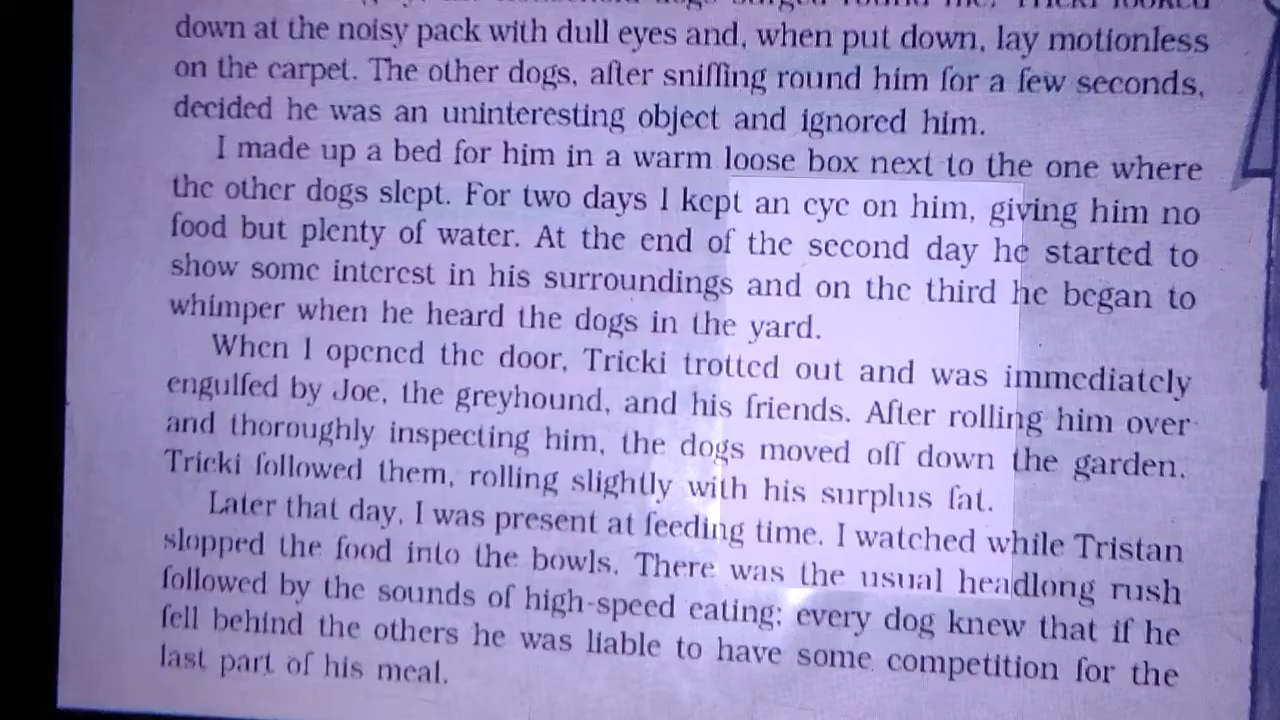 down at the noisy pack with dull eyes and, when put down, lay motionless
on the carpet. The other dogs, after sniffing round him for a few seconds,
decided he was an uninteresting object and ignored him.
I made up a bed for him in a warm loose box next to the one where
the other dogs slept. For two days I kept an eye on him, giving him no
food but plenty of water. At the end of the second day he started to
show some interest in his surroundings and on the third he began to
whimper when he heard the dogs in the yard.
When I opened the door, Tricki trotted out and was immediately
engulfed by Joe, the greyhound, and his friends. After rolling him over
and thoroughly inspecting him, the dogs moved off down the garden.
Tricki followed them, rolling slightly with his surplus fat.
Later that day, I was present at feeding time. I watched while Tristan
slopped the food into the bowls. There was the usual headlong rush
followed by the sounds of high-speed eating; every dog knew that if he
fell behind the others he was liable to have some competition for the
last part of his meal.